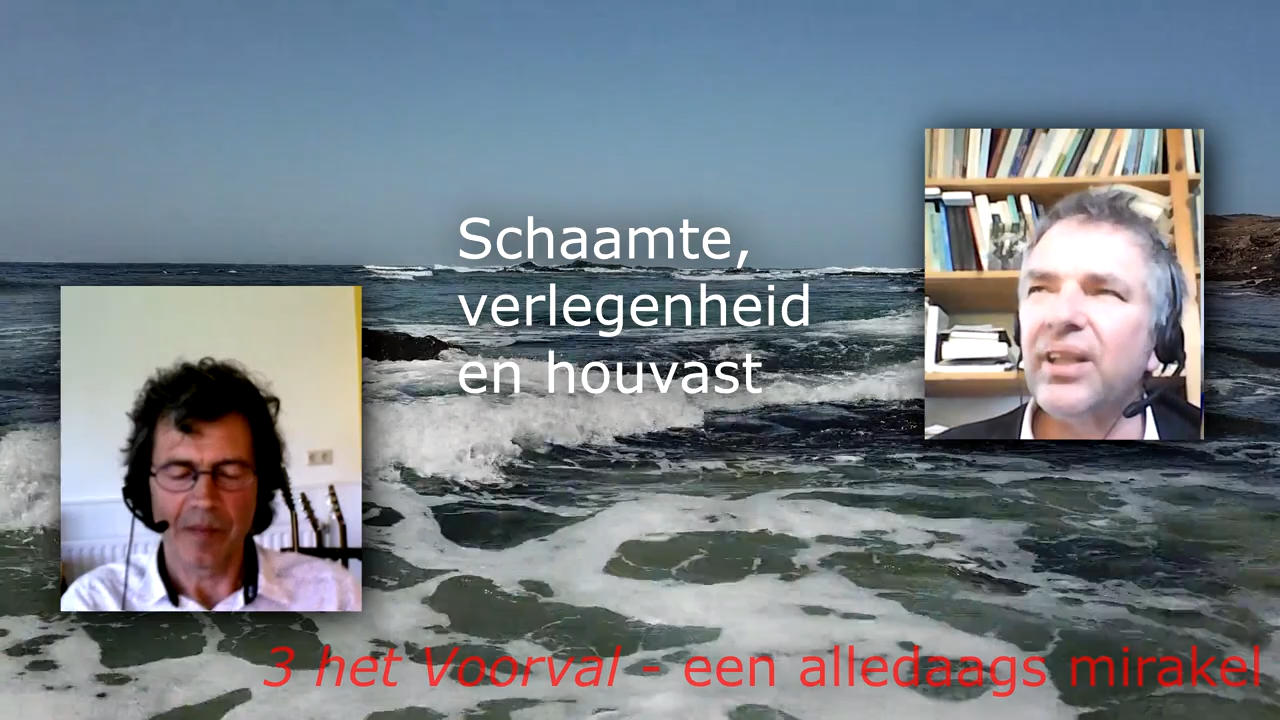 Schaamte,
verlegenheid
en houvast
3 het Voorval - een alledaags mirakel